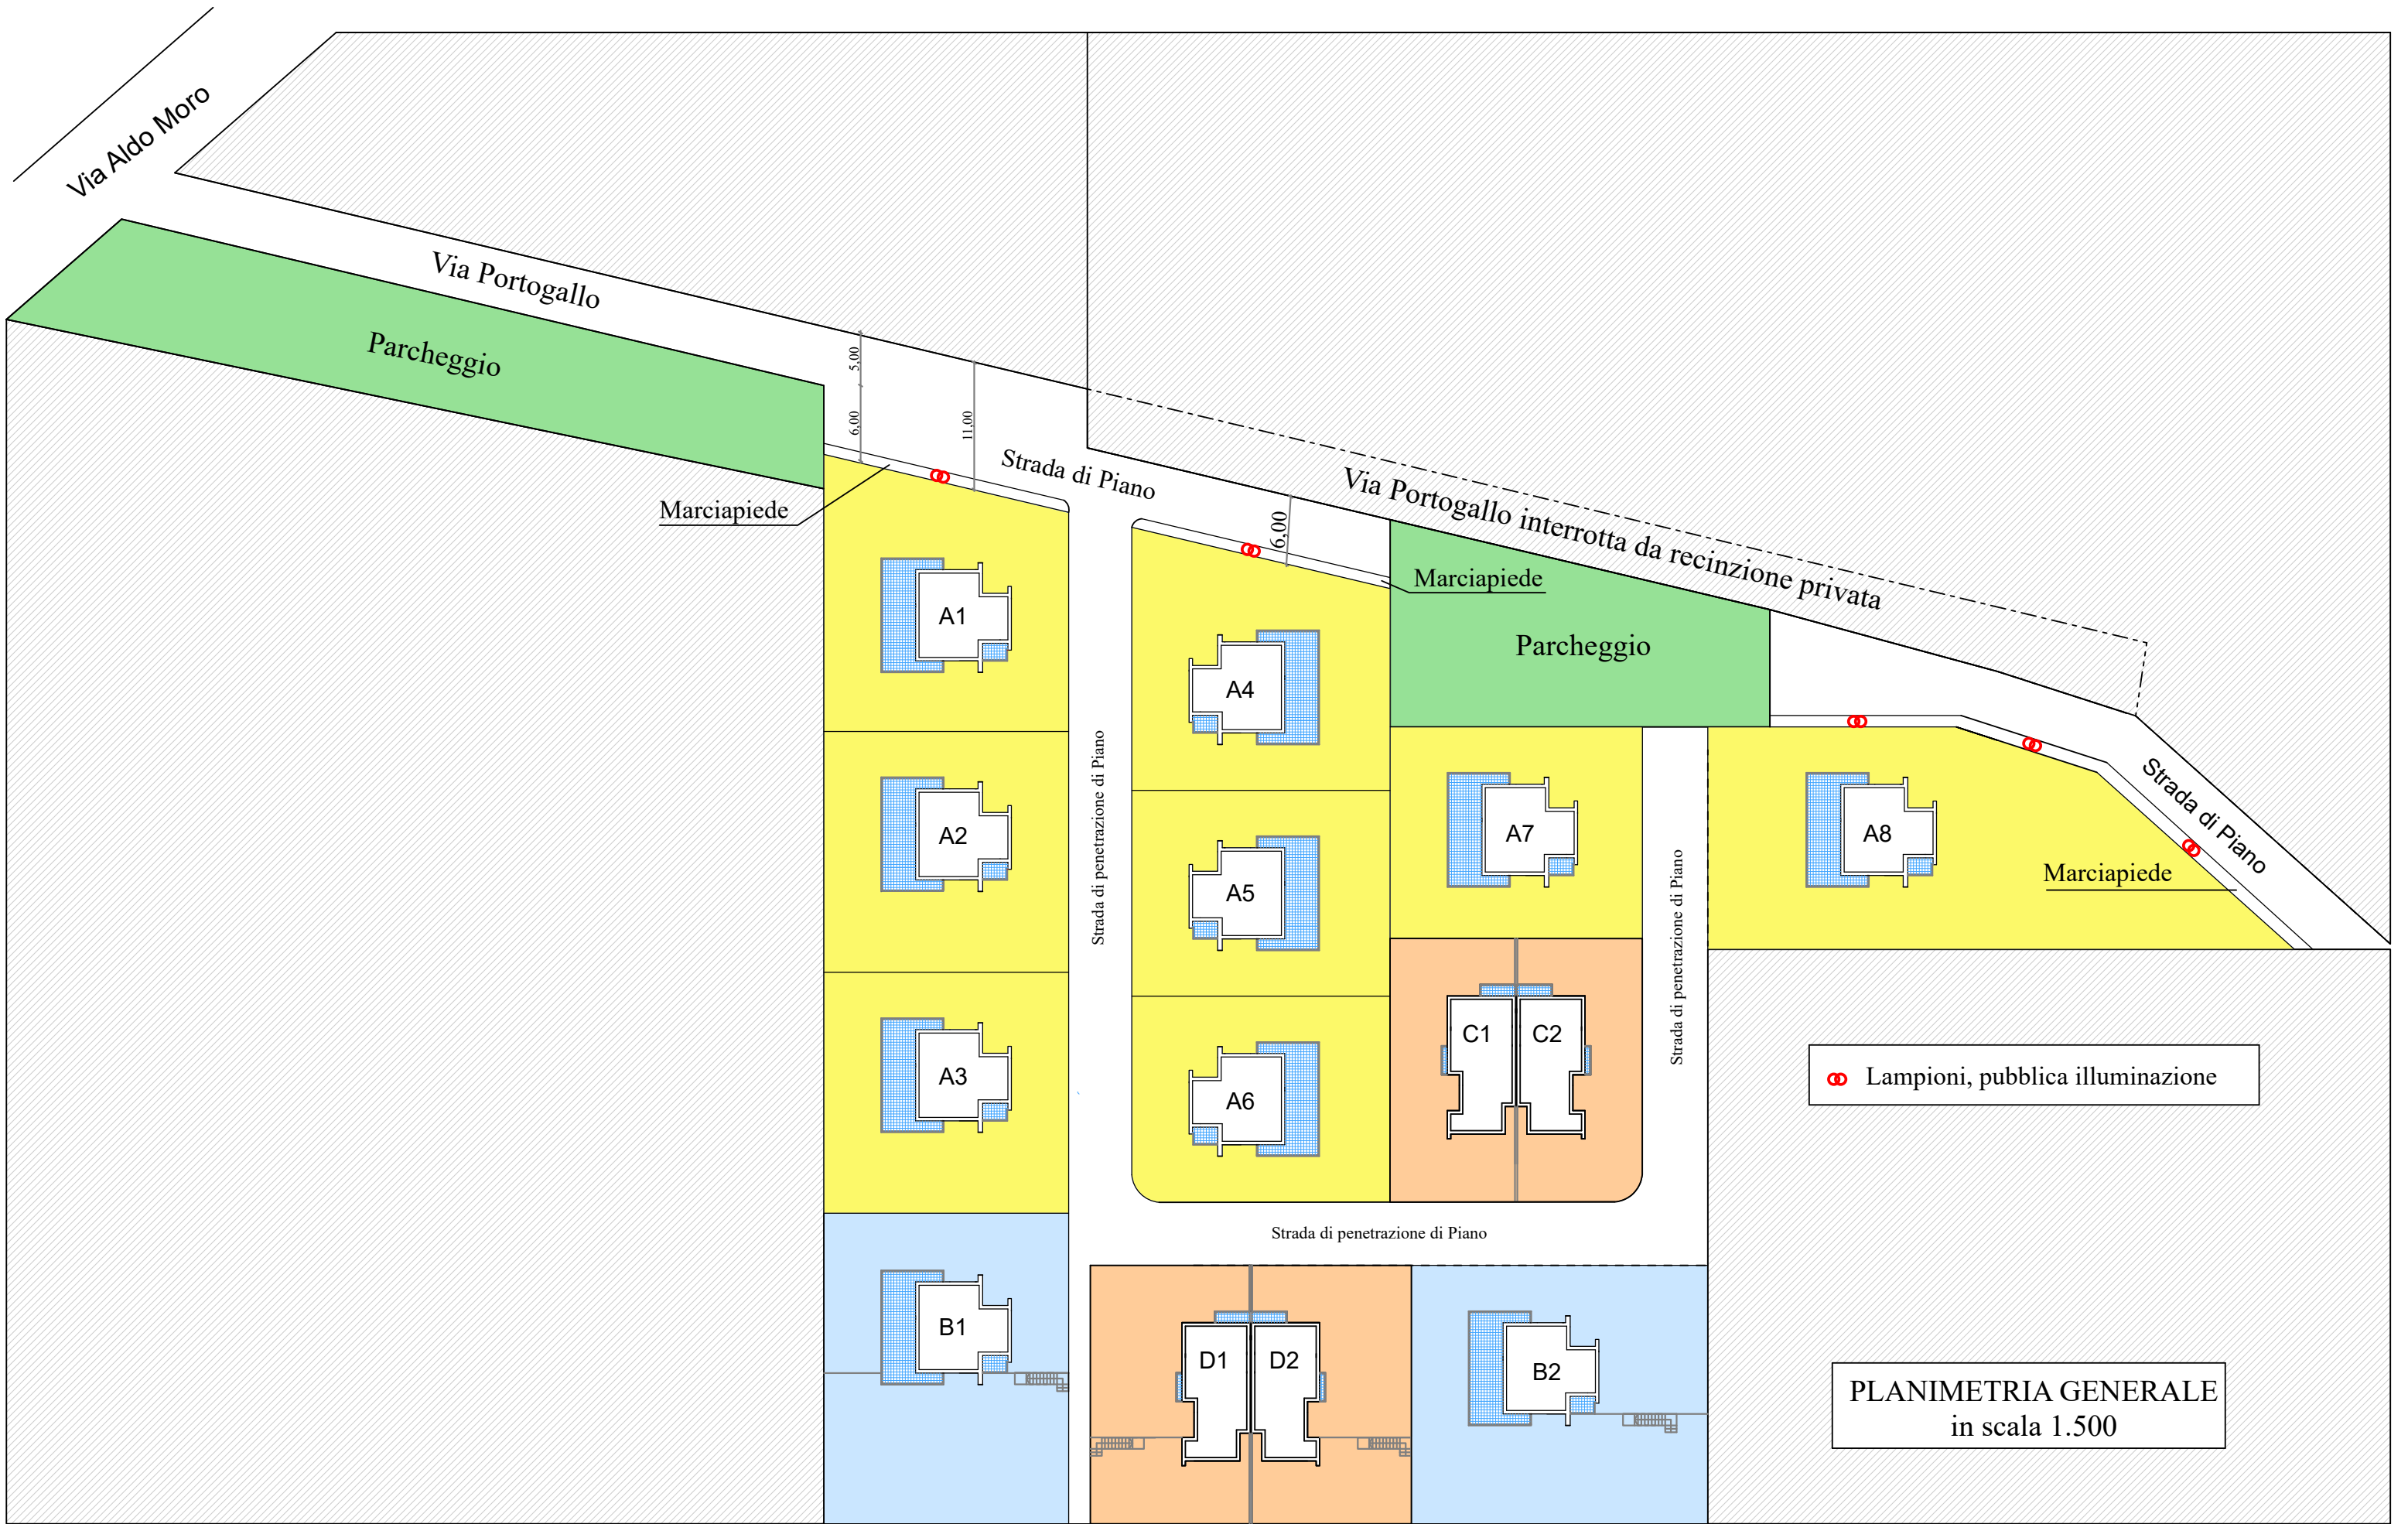 Via Aldo Moro
Via Portogallo
Parcheggio
5,00
6,00
11,00
Strada di Piano
Marciapiede
6,00
Via Portogallo interrotta da recinzione privata
Marciapiede
Parcheggio
A1
A4
Strada di penetrazione di Piano
A2
A5
A7
A8
Strada di Piano
Marciapiede
Strada di penetrazione di Piano
A3
A6
C1
C2
Lampioni, pubblica illuminazione
Strada di penetrazione di Piano
B1
D1
D2
B2
PLANIMETRIA GENERALE
in scala 1.500